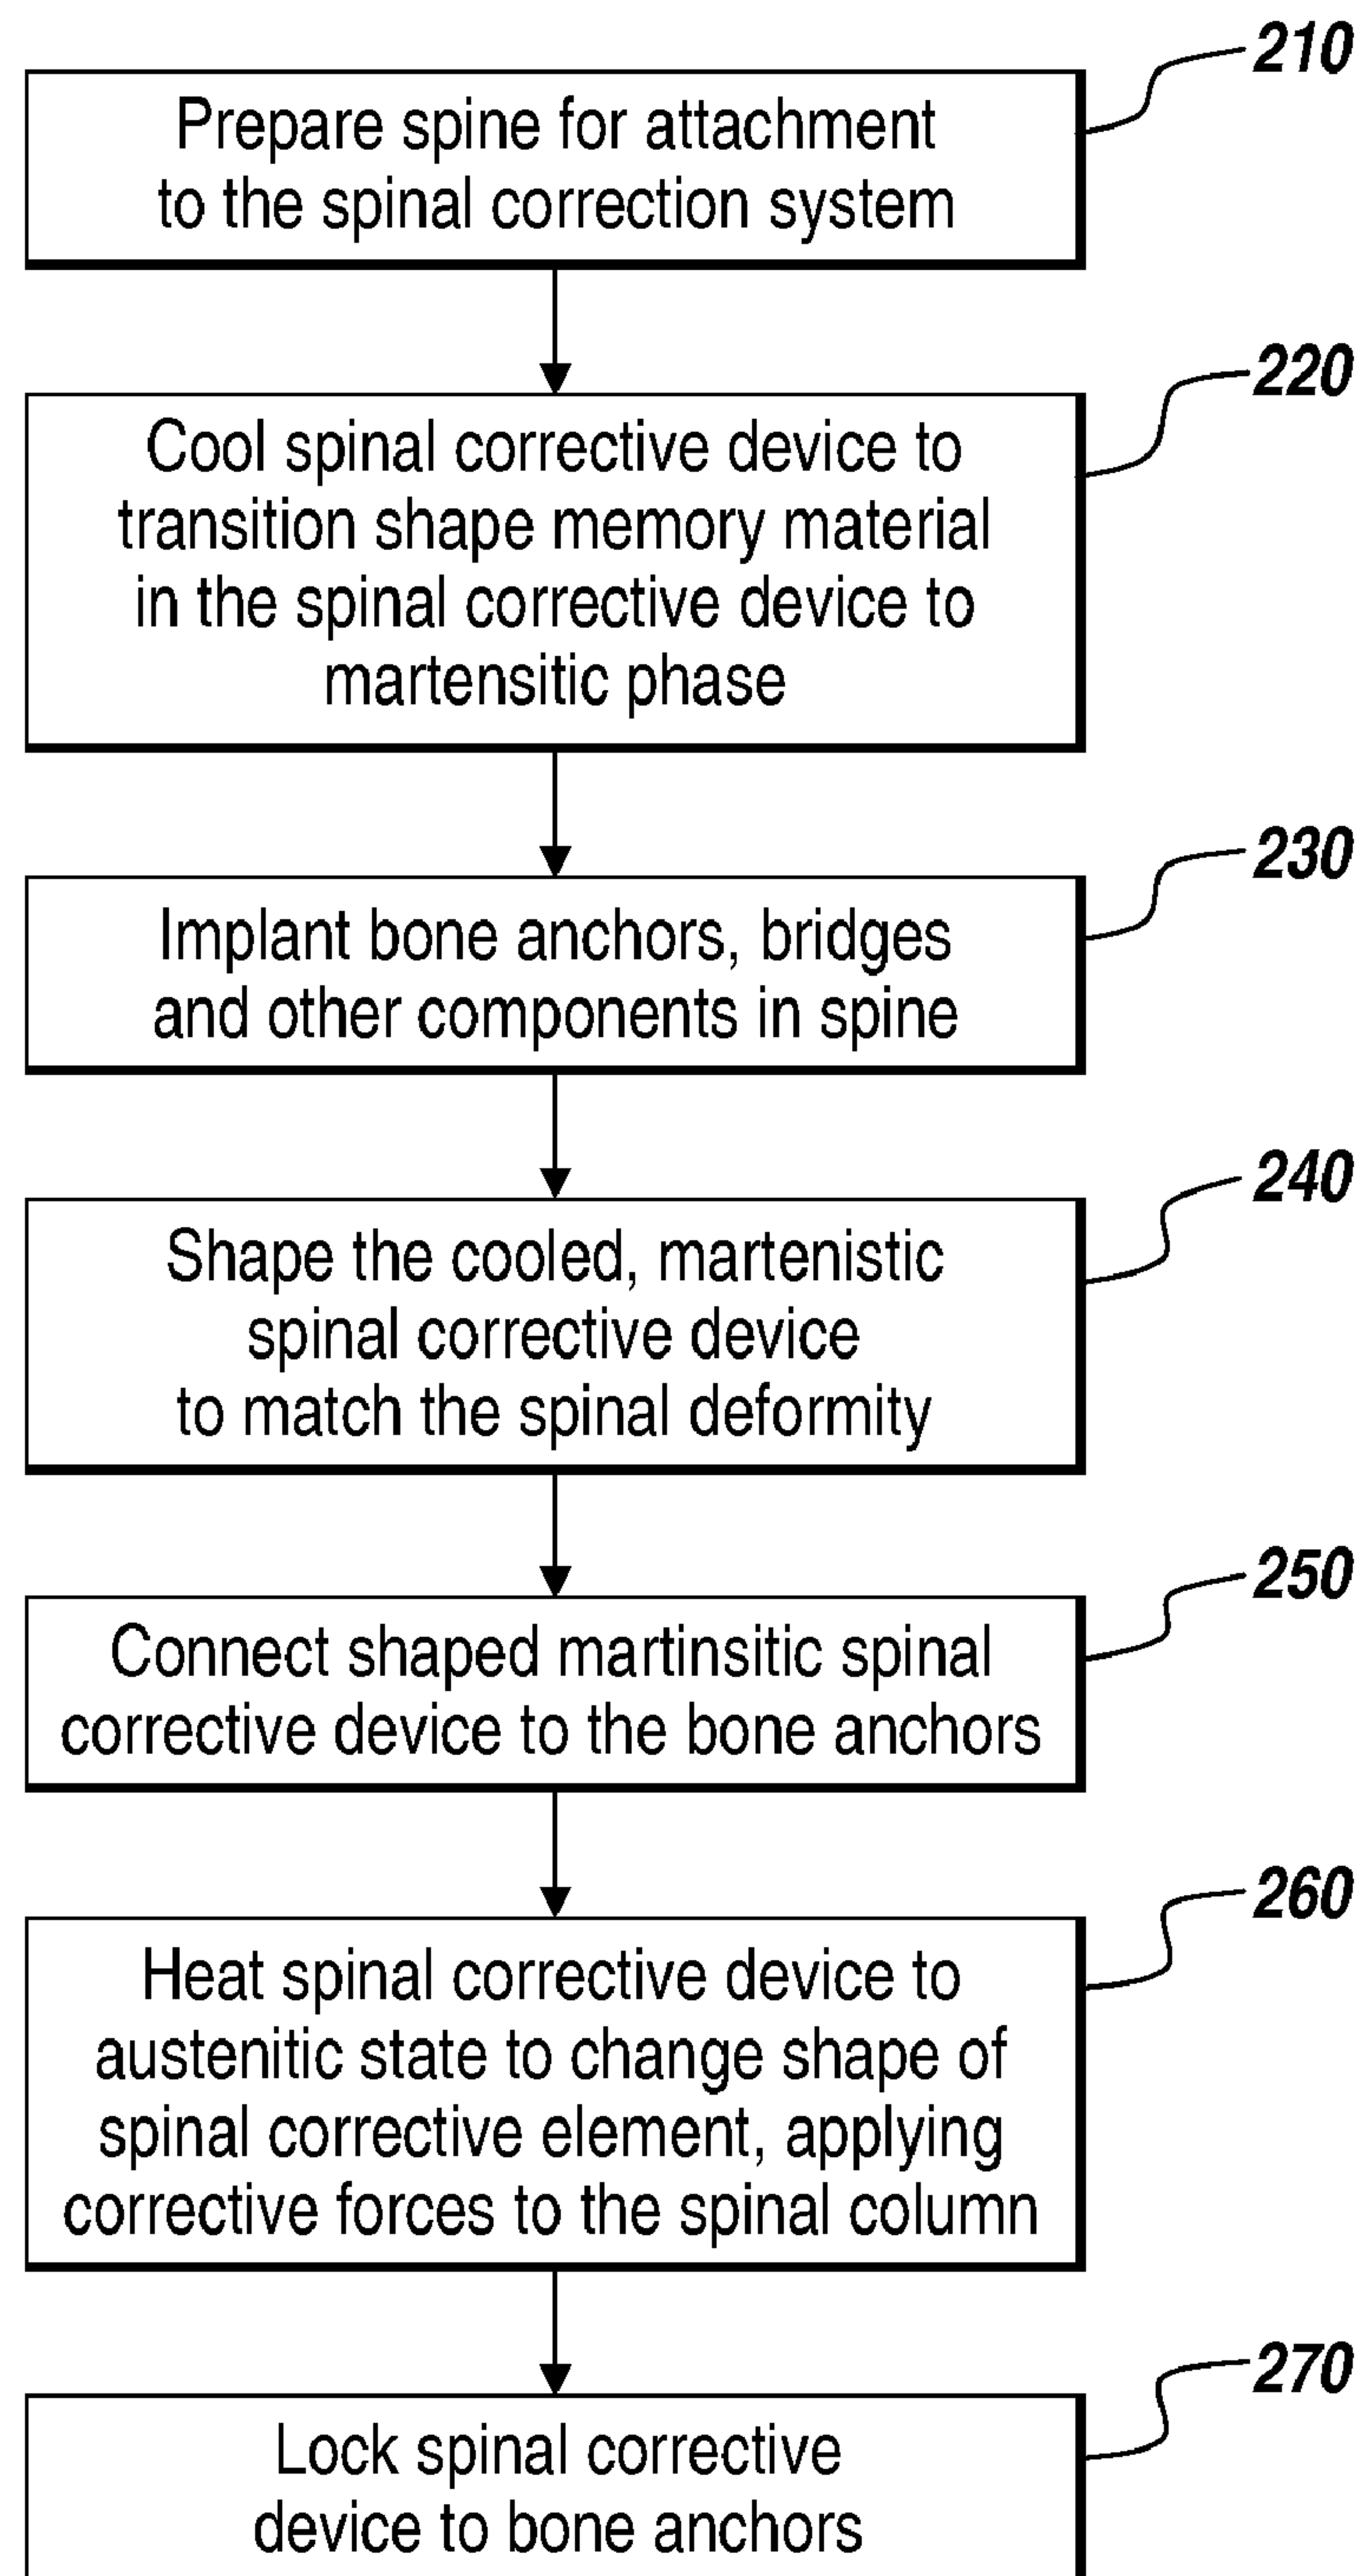 210
Prepare spine for attachment
to the spinal correction system
220
Cool spinal corrective device to
transition shape memory material
in the spinal corrective device to
martensitic phase
230
Implant bone anchors, bridges
and other components in spine
240
Shape the cooled, martenistic
spinal corrective device
to match the spinal deformity
250
Connect shaped martinsitic spinal
corrective device to the bone anchors
260
Heat spinal corrective device to
austenitic state to change shape of
spinal corrective element, applying
corrective forces to the spinal column
270
Lock spinal corrective
device to bone anchors